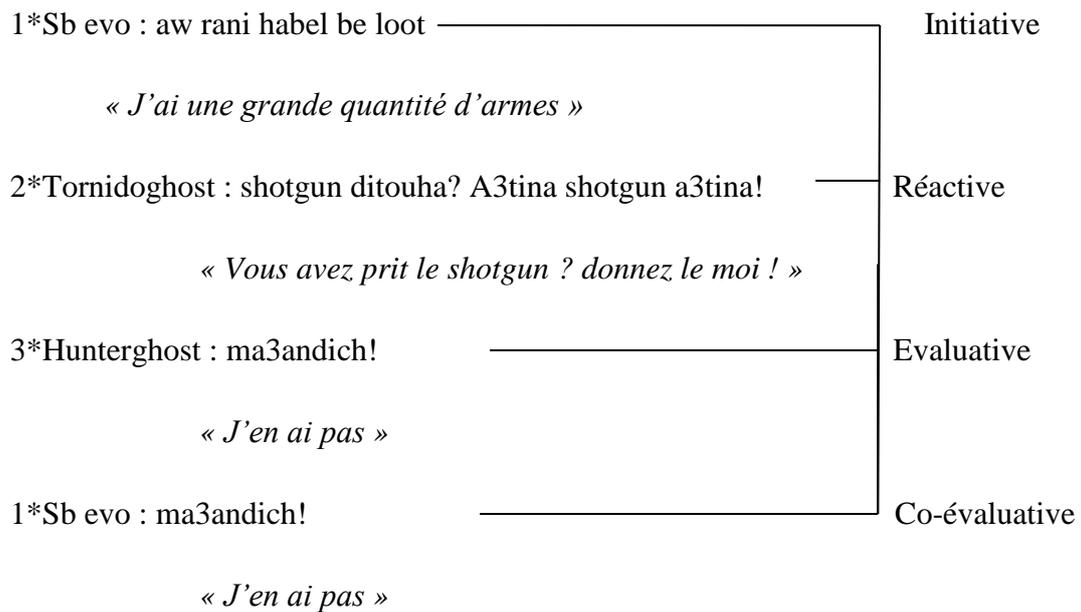 1*Sb evo : aw rani habel be loot Initiative
« J’ai une grande quantité d’armes »
2*Tornidoghost : shotgun ditouha? A3tina shotgun a3tina! Réactive
« Vous avez prit le shotgun ? donnez le moi ! »
3*Hunterghost : ma3andich! Evaluative
« J’en ai pas »
1*Sb evo : ma3andich! Co-évaluative
« J’en ai pas »